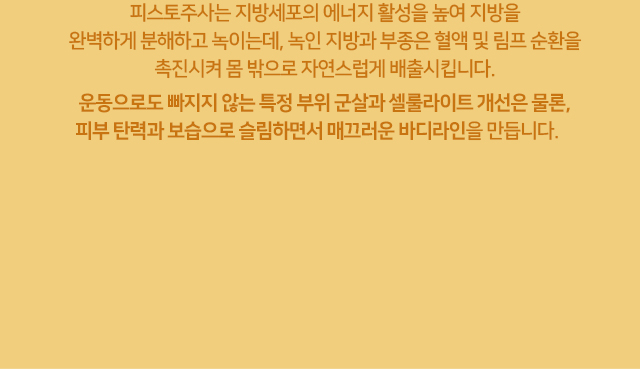 피스토주사는 지방세포의 에너지 활성을 높여 지방을
완벽하게 분해하고 녹이는데, 녹인 지방과 부종은 혈액 및 림프 순환을
촉진시켜 몸 밖으로 자연스럽게 배출시킵니다.
운동으로도 빠지지 않는 특정 부위 군살과 셀룰라이트 개선은 물론,
피부 탄력과 보습으로 슬림하면서 매끄러운 바디라인을 만듭니다.